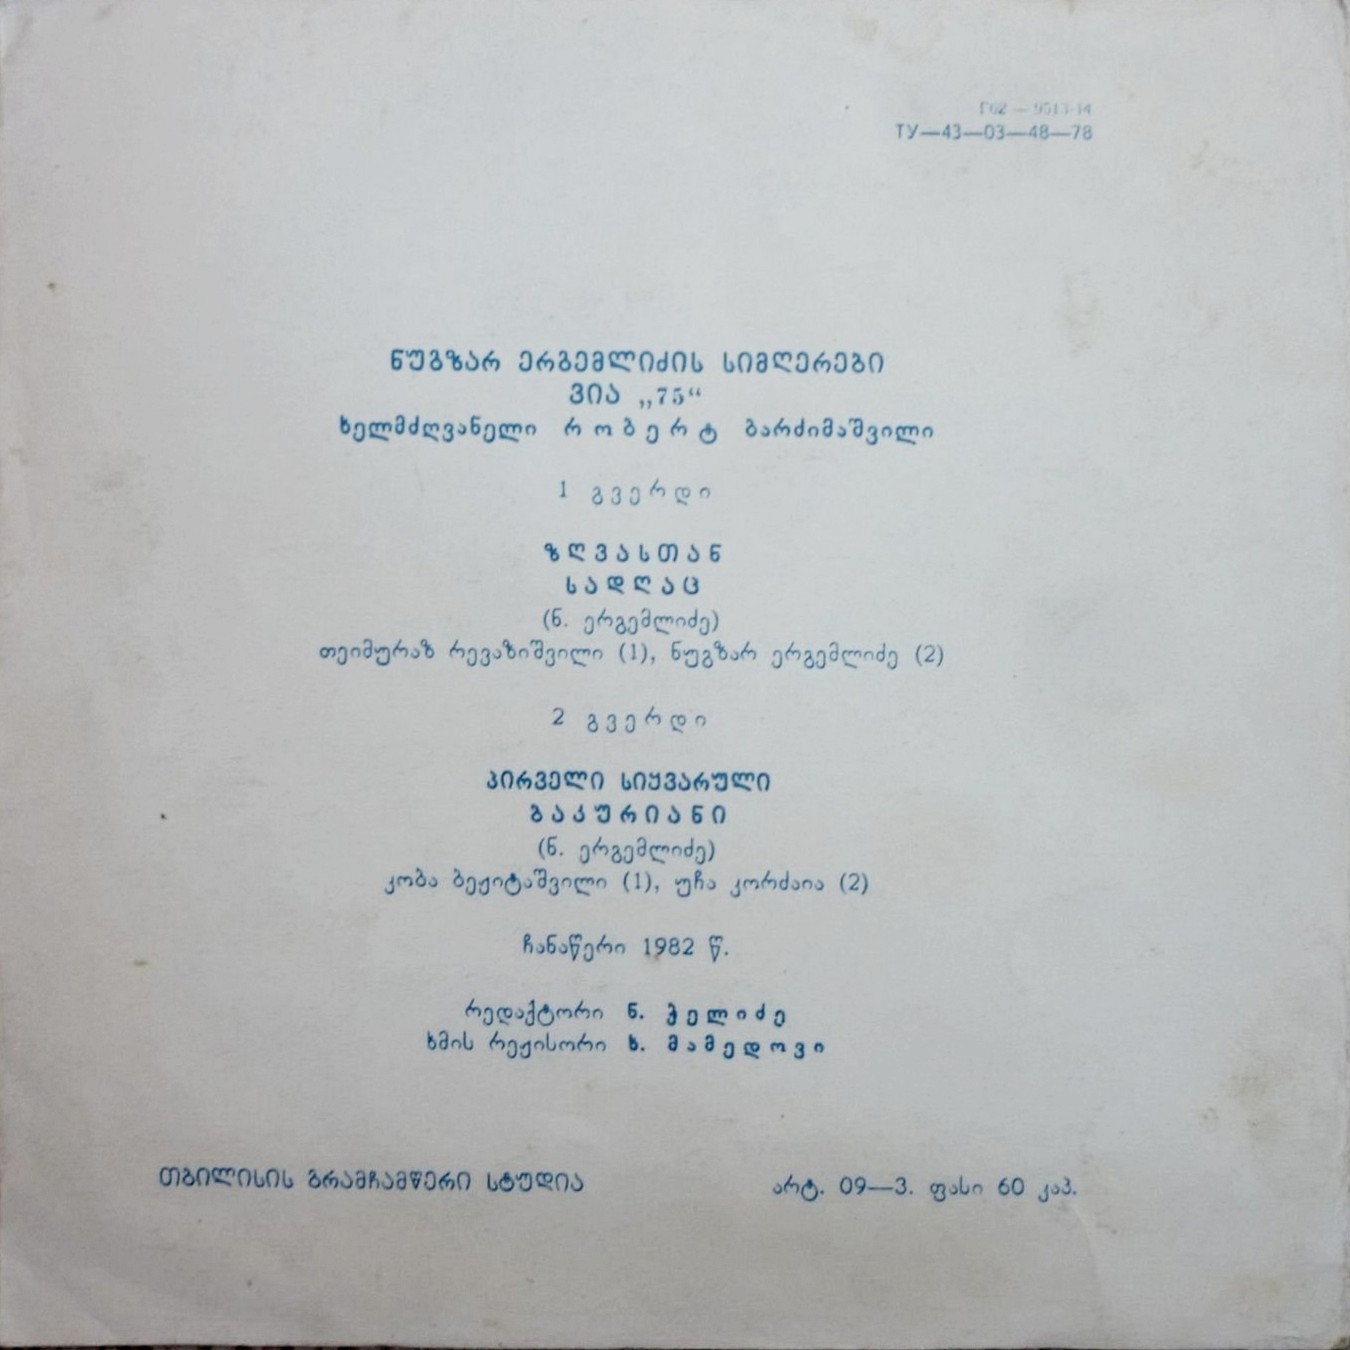 Г62 — 9513-14
ТУ—43—03—48—78
ნუგზარ ერგემლიძის სიმღერები
ვია „75“
ხელმძღვანელი რობერტ ბარძიმაშვილი
1 გვერდი
ზღვასთან
სადღაც
(ნ. ერგემლიძე)
თეიმურაზ რევაზიშვილი (1), ნუგზარ ერგემლიძე (2)
2 გვერდი
პირველი სიყვარული
ბაკურიანი
(ნ. ერგემლიძე)
კობა ბეჟიტაშვილი (1), უჩა კორძაია (2)
ჩანაწერი 1982 წ.
რედაქტორი ნ. ჭელიძე
ხმის რეჟისორი ხ. მამედოვი
თბილისის გრამჩამწერი სტუდია
არტ. 09—3. ფასი 60 კაპ.